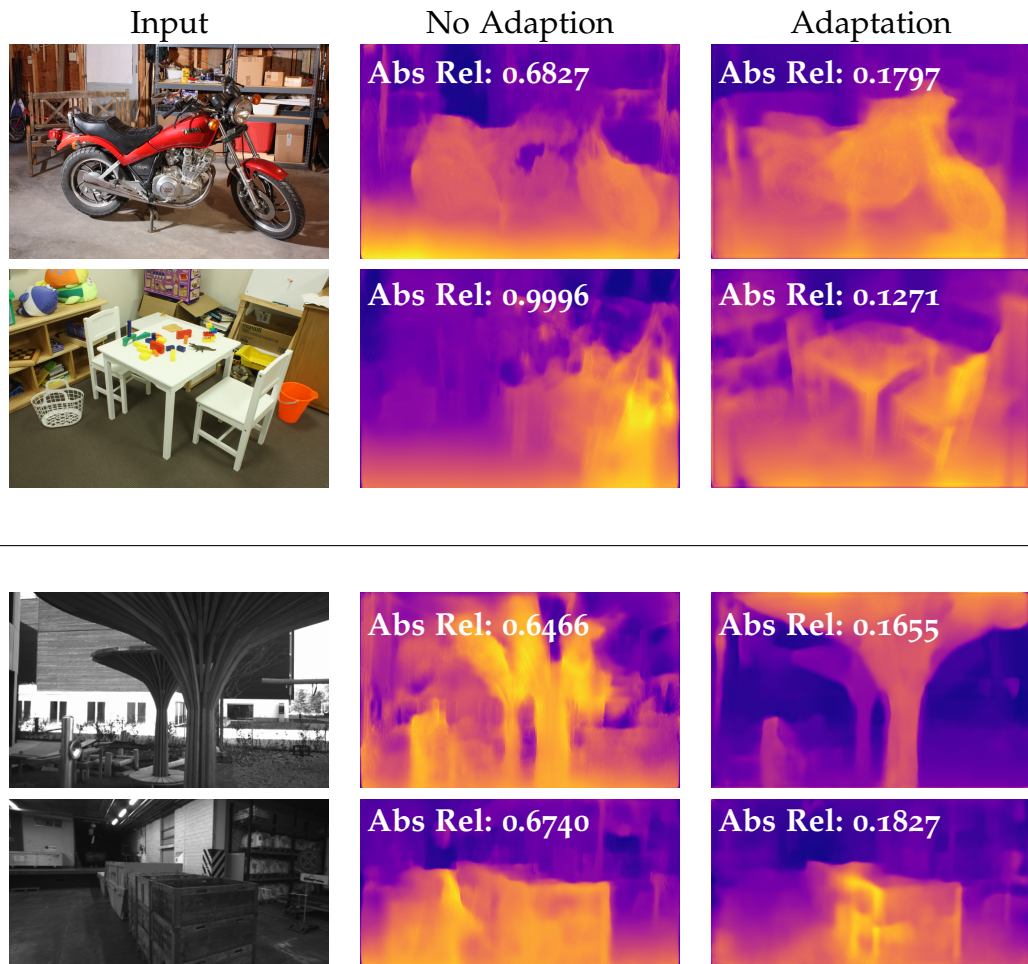 Input No Adaption Adaptation
Abs Rel: 0.6827 Abs Rel: 0.1797
Abs Rel: 0.9996 Abs Rel: 0.1271
Abs Rel: 0.6466 Abs Rel: 0.1655
Abs Rel: 0.6740 Abs Rel: 0.1827